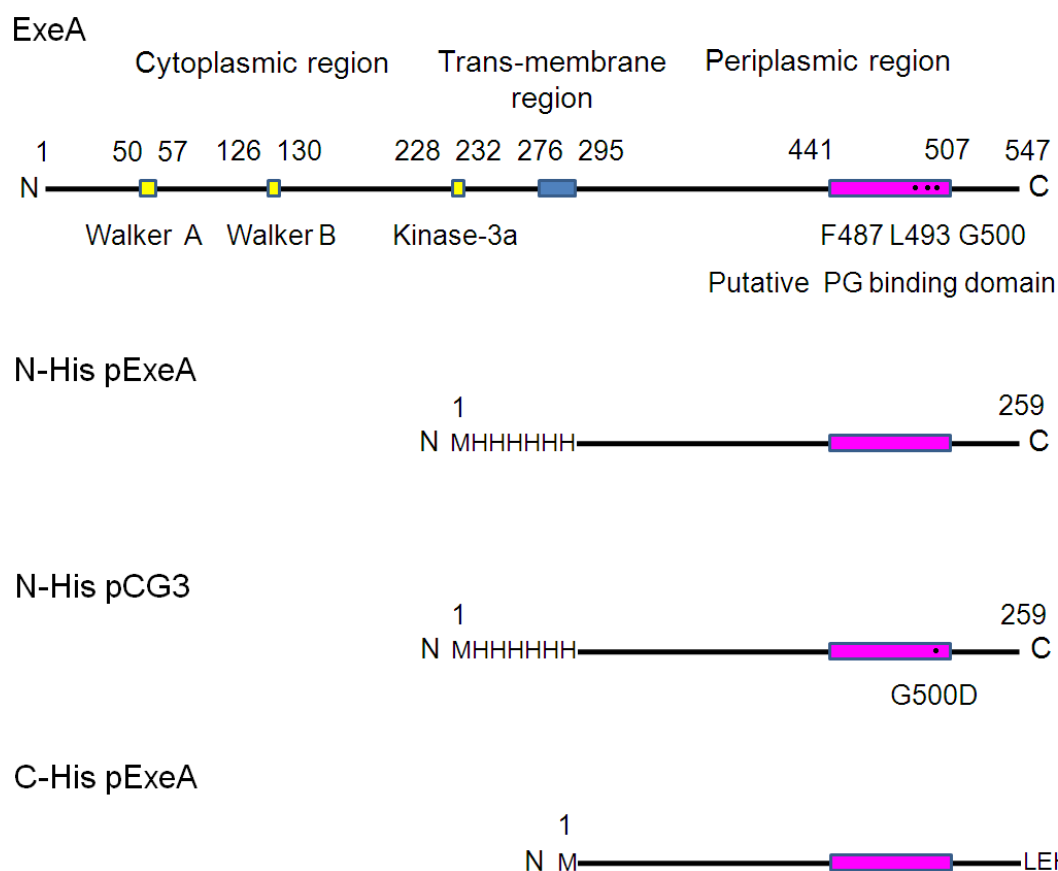 ExeA
Cytoplasmic region Trans-membrane region Periplasmic region
1 50 57 126 130 228 232 276 295 441 507 547
N C
Walker A Walker B Kinase-3a F487 L493 G500
Putative PG binding domain
N-His pExeA
1 259
N MHHHHHH C
N-His pCG3
1 259
N MHHHHHH C
G500D
C-His pExeA
1
N M LEH